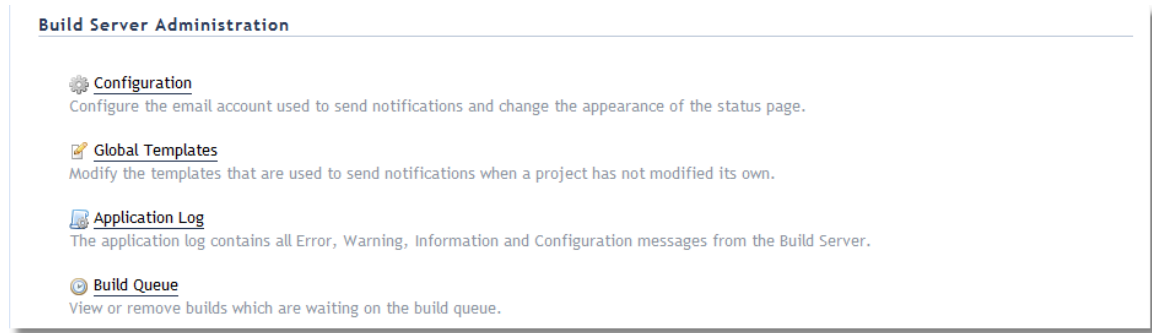 Build Server Administration
Configuration
Configure the email account used to send notifications and change the appearance of the status page.
Global Templates
Modify the templates that are used to send notifications when a project has not modified its own.
Application Log
The application log contains all Error, Warning, Information and Configuration messages from the Build Server.
Build Queue
View or remove builds which are waiting on the build queue.